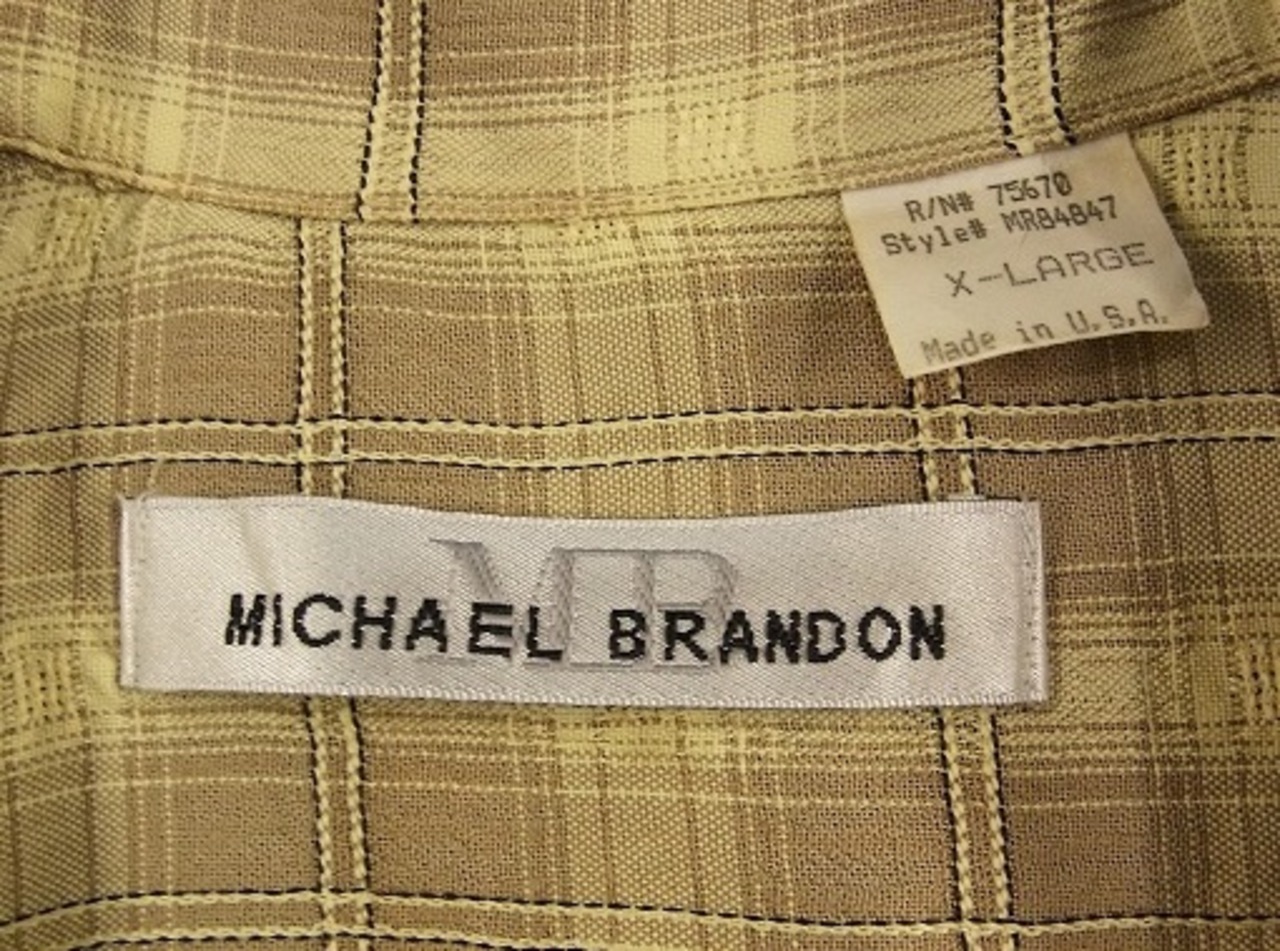 R/N# 75670
Style# MR84847
X-LARGE
Made in U.S.A.
MB
MICHAEL BRANDON